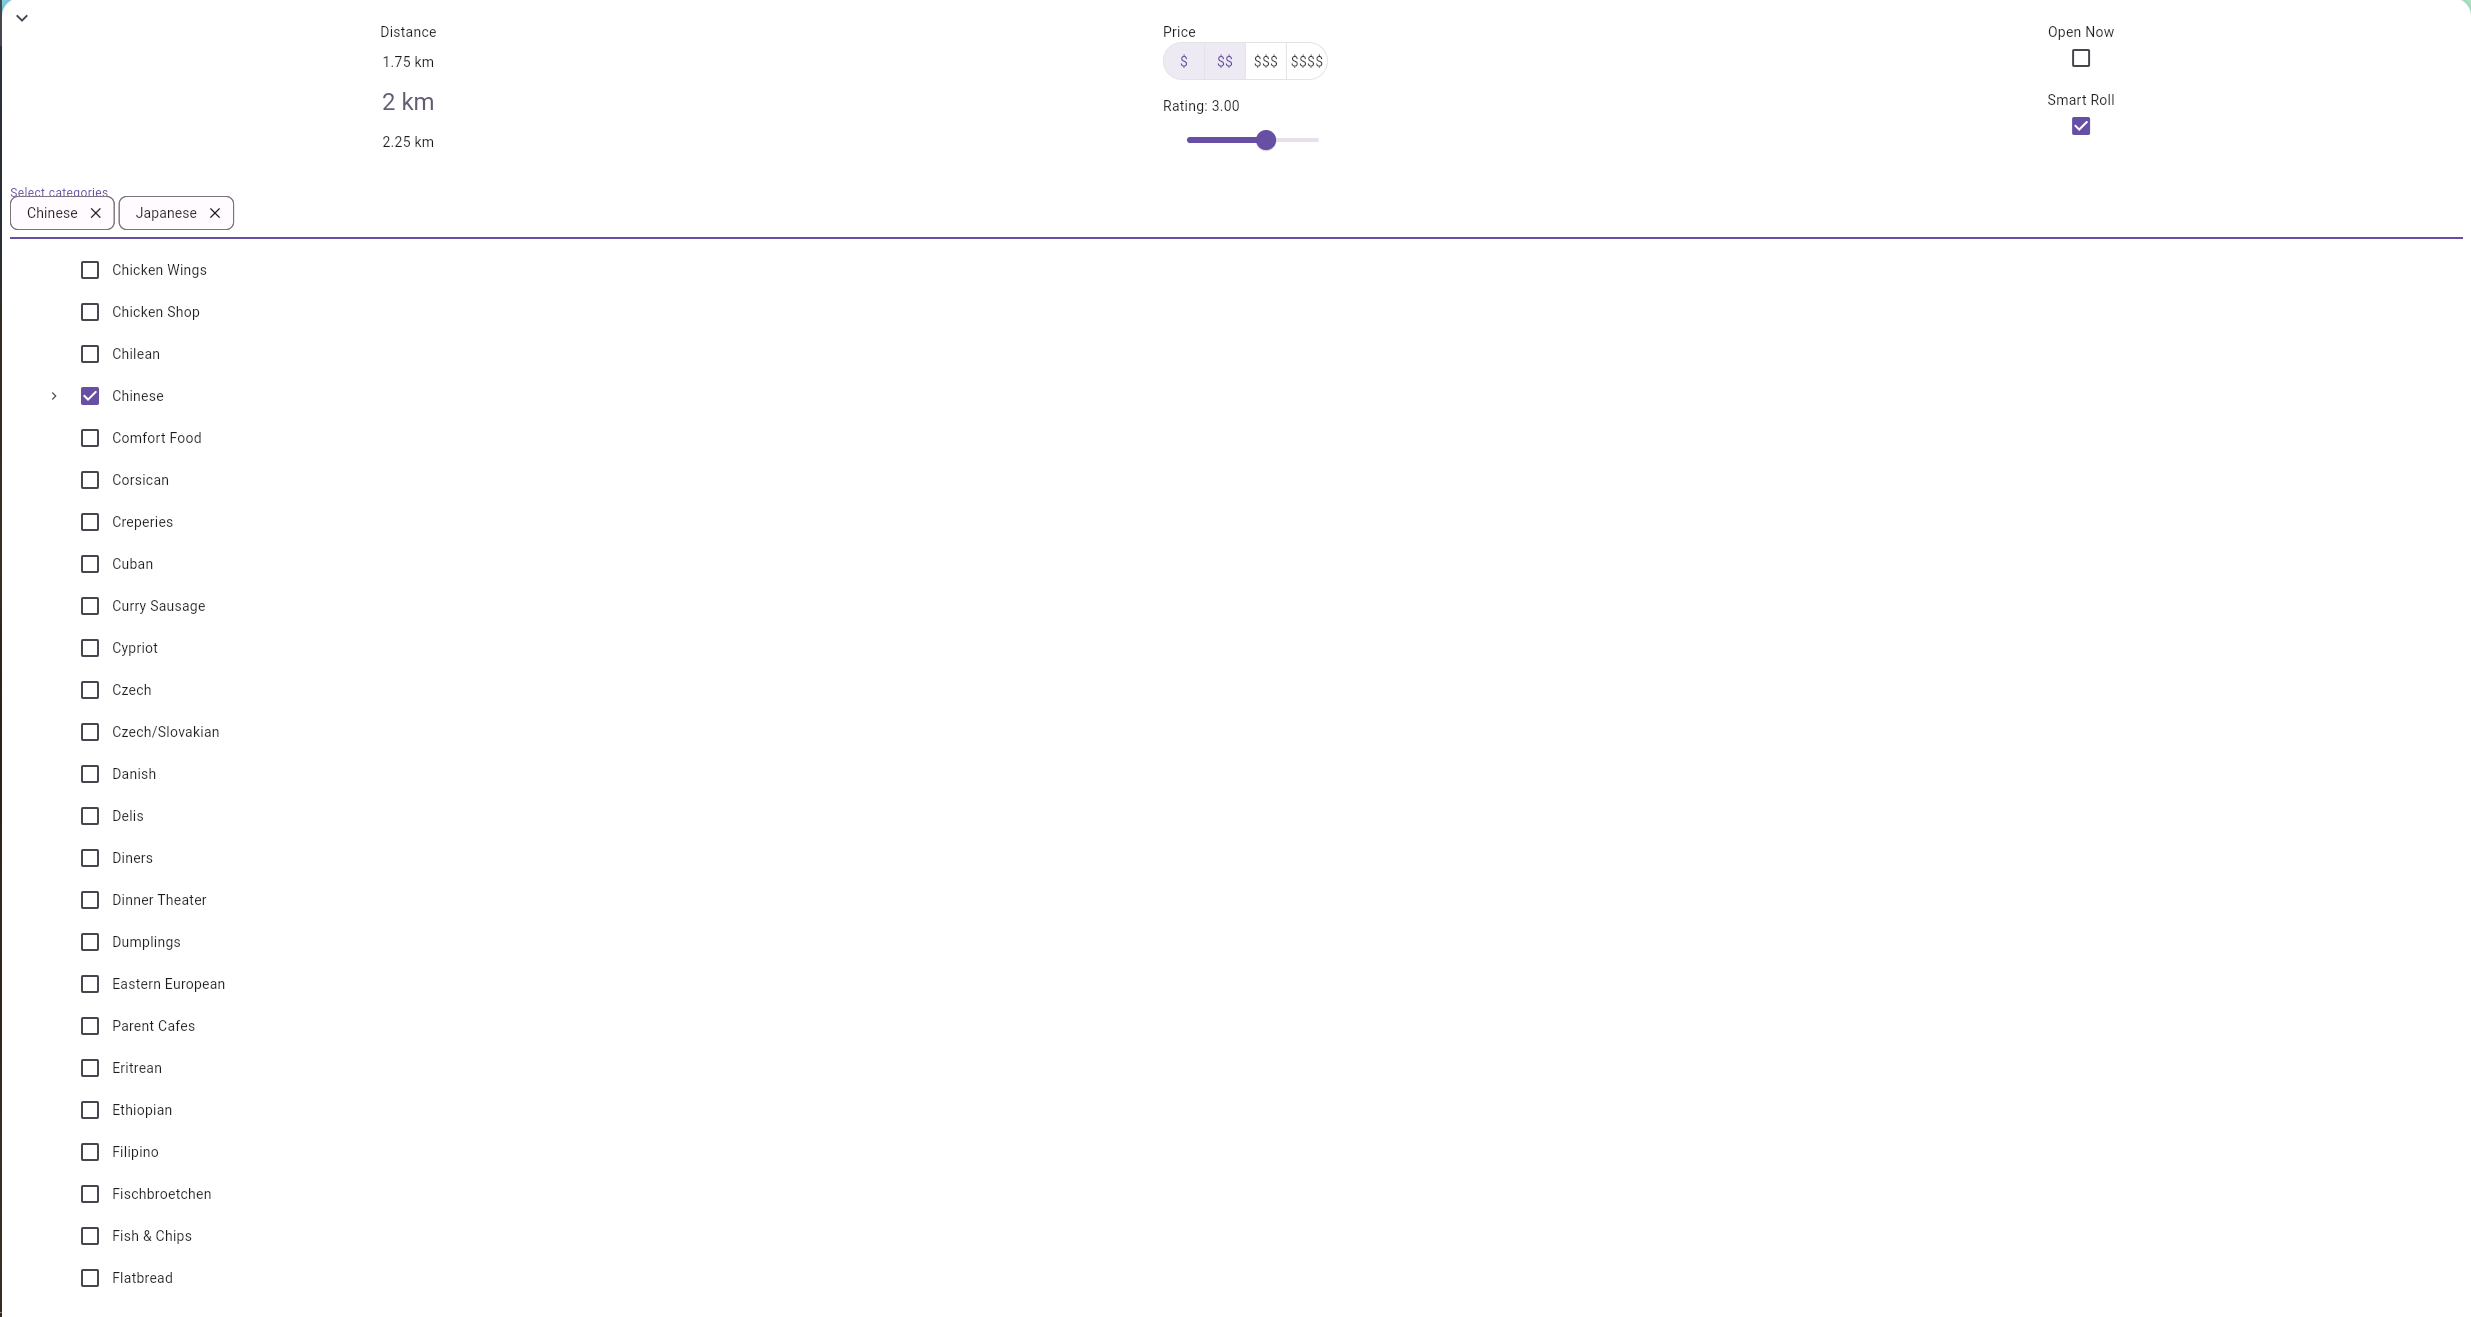 Distance
1.75 km
2 km
2.25 km
Price
$ $$ $$$ $$$$
Rating: 3.00
Open Now
Smart Roll
Select categories
Chinese Japanese
Chicken Wings
Chicken Shop
Chilean
Chinese
Comfort Food
Corsican
Creperies
Cuban
Curry Sausage
Cypriot
Czech
Czech/Slovakian
Danish
Delis
Diners
Dinner Theater
Dumplings
Eastern European
Parent Cafes
Eritrean
Ethiopian
Filipino
Fischbroetchen
Fish & Chips
Flatbread